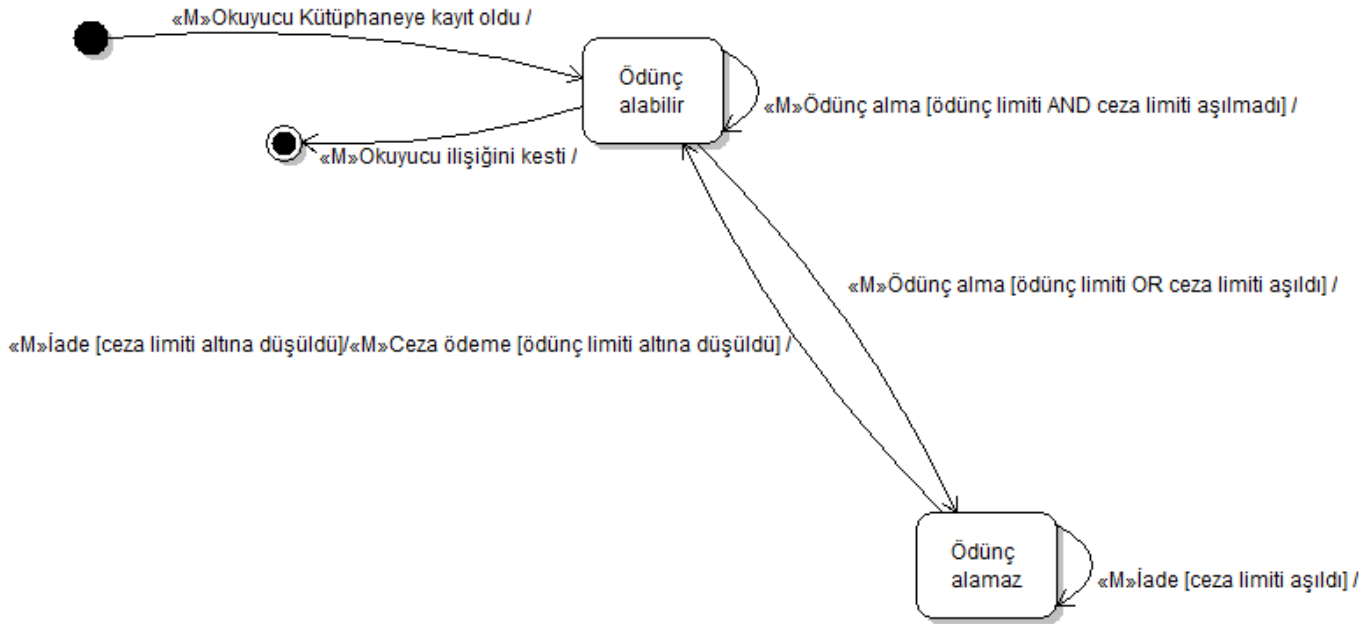 «M»Okuyucu Kütüphaneye kayıt oldu /
Ödünç
alabilir
«M»Ödünç alma [ödünç limiti AND ceza limiti aşılmadı] /
«M»Okuyucu ilişiğini kesti /
«M»Ödünç alma [ödünç limiti OR ceza limiti aşıldı] /
«M»İade [ceza limiti altına düşüldü]/«M»Ceza ödeme [ödünç limiti altına düşüldü] /
Ödünç
alamaz
«M»İade [ceza limiti aşıldı] /